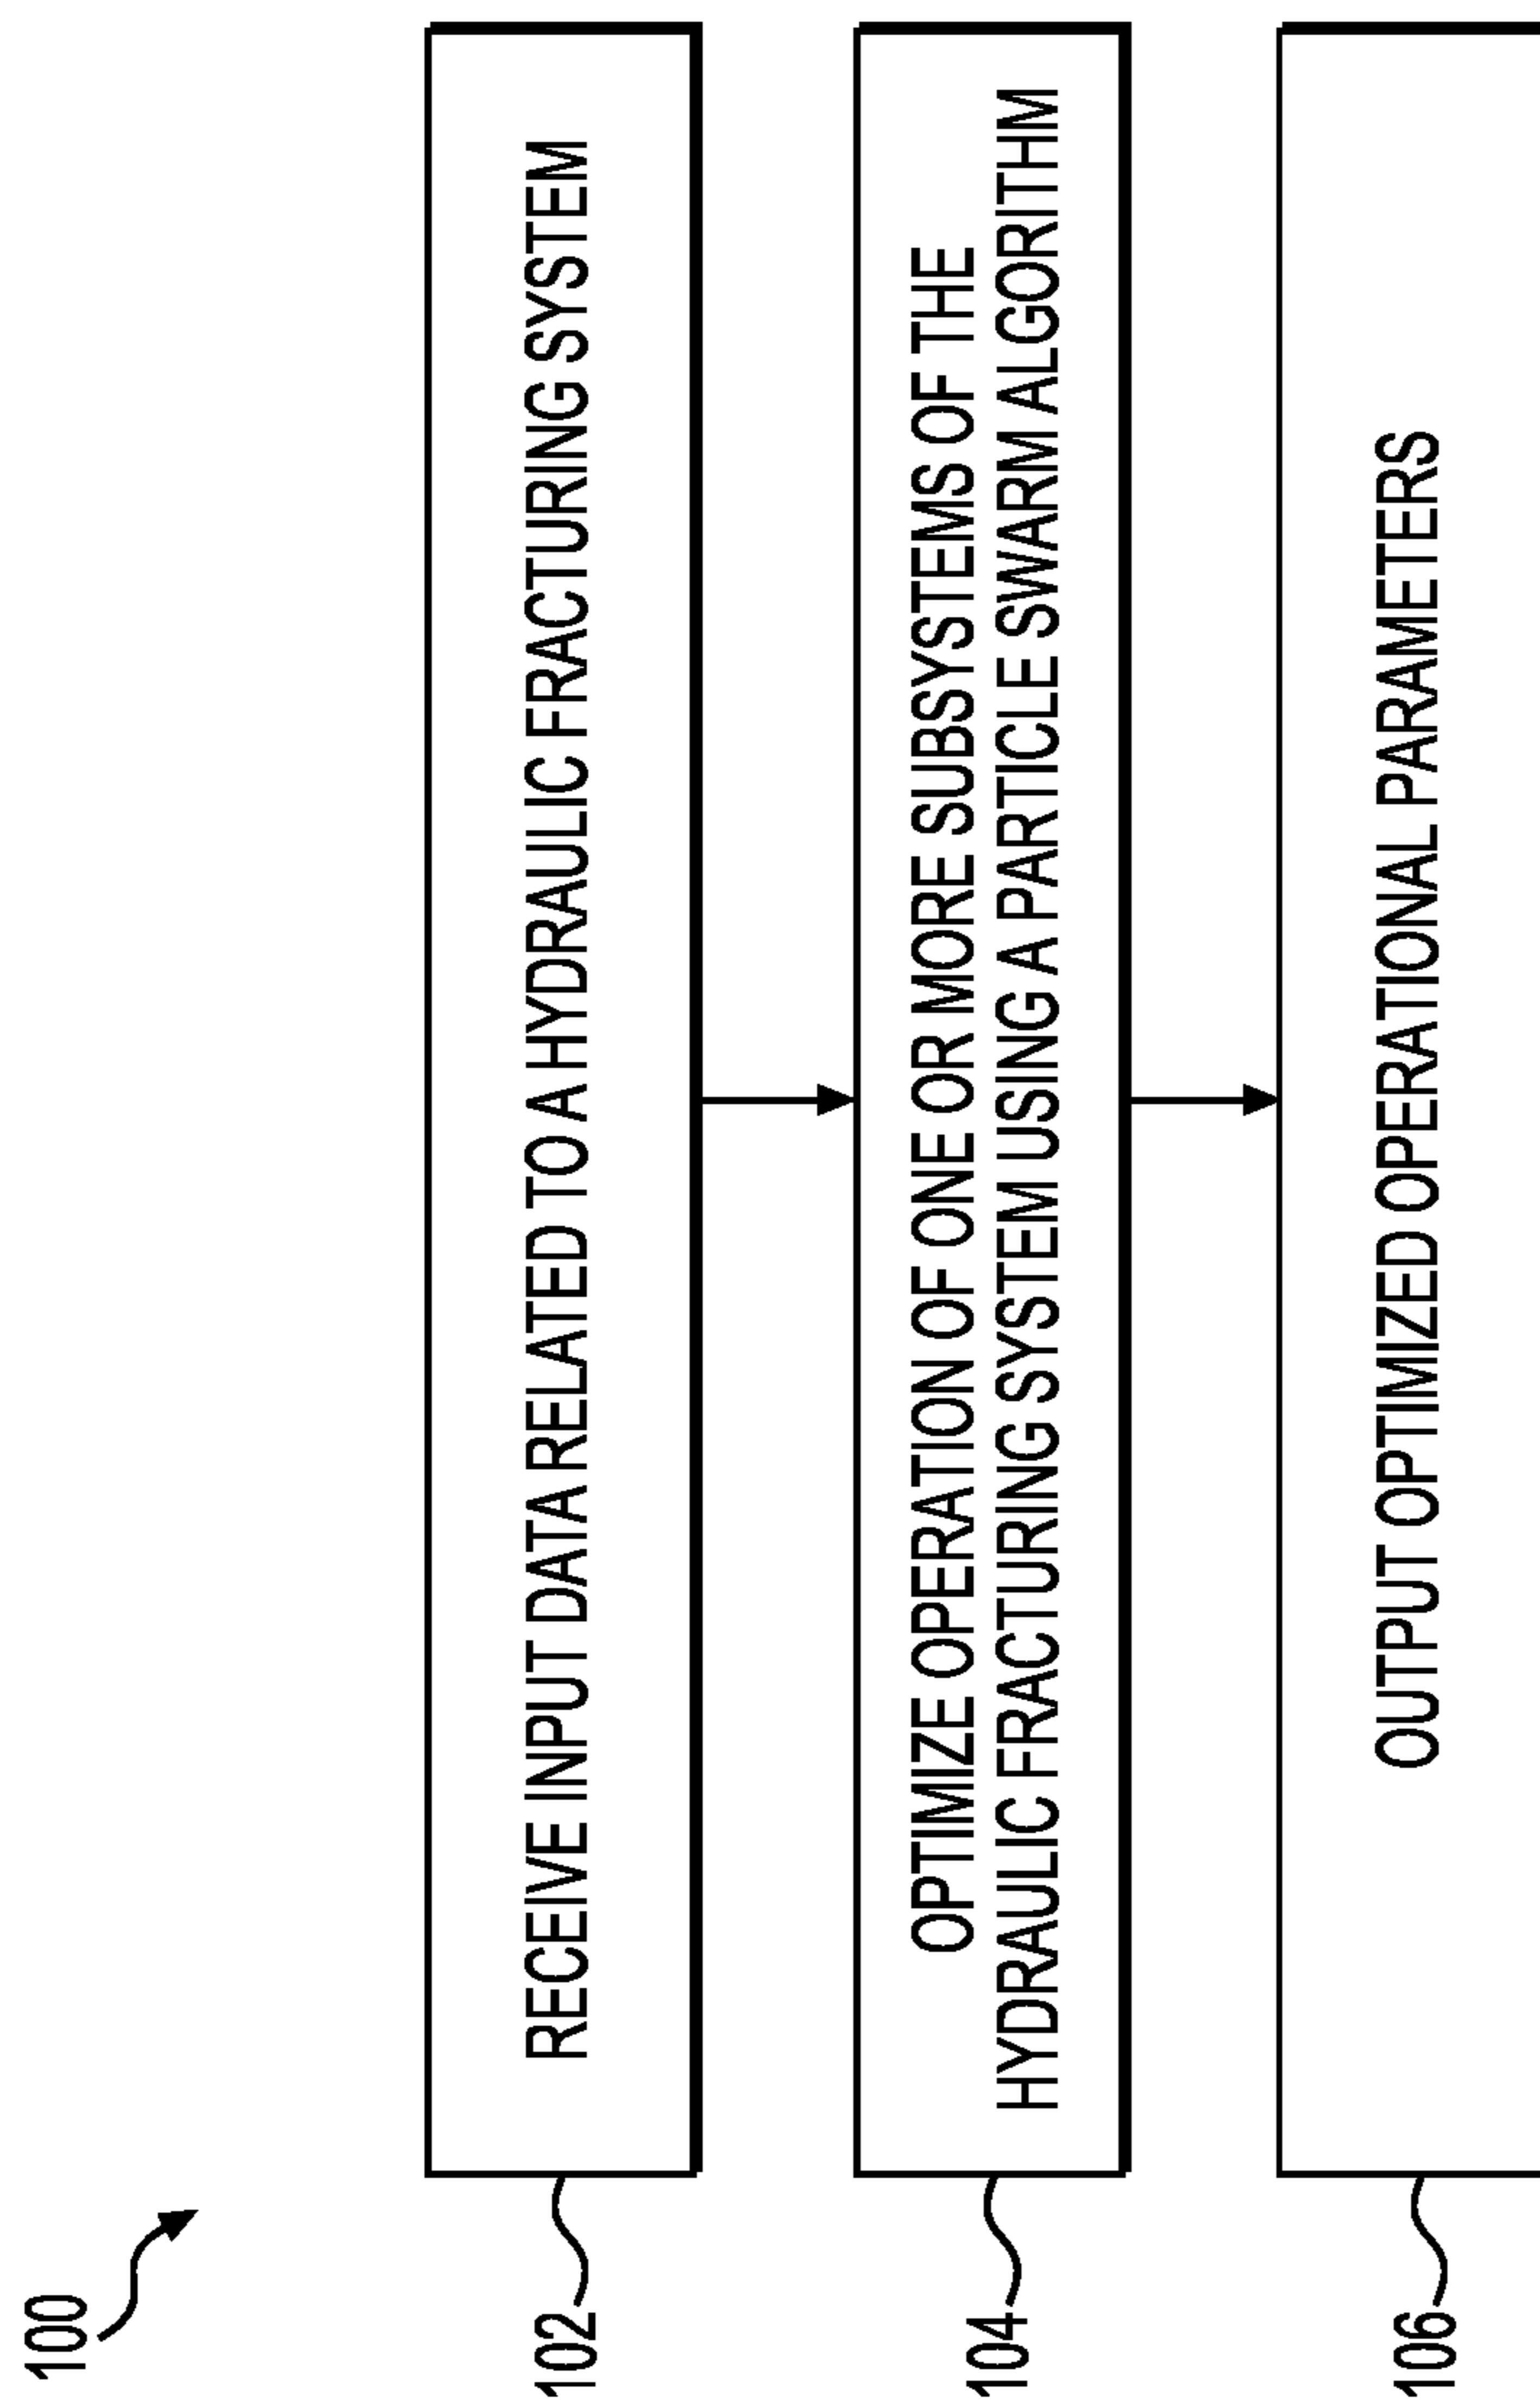 100
102
RECEIVE INPUT DATA RELATED TO A HYDRAULIC FRACTURING SYSTEM
104
OPTIMIZE OPERATION OF ONE OR MORE SUBSYSTEMS OF THE
HYDRAULIC FRACTURING SYSTEM USING A PARTICLE SWARM ALGORITHM
106
OUTPUT OPTIMIZED OPERATIONAL PARAMETERS